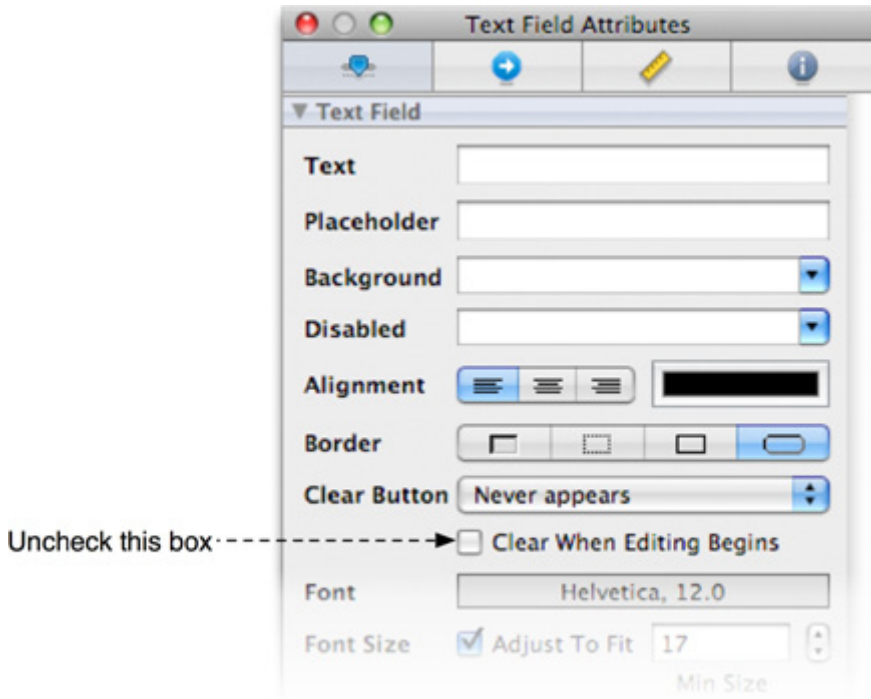 Text Field Attributes
Text Field
Text
Placeholder
Background
Disabled
Alignment
Border
Clear Button Never appears
Uncheck this box Clear When Editing Begins
Font Helvetica, 12.0
Font Size Adjust To Fit 17
Min Size